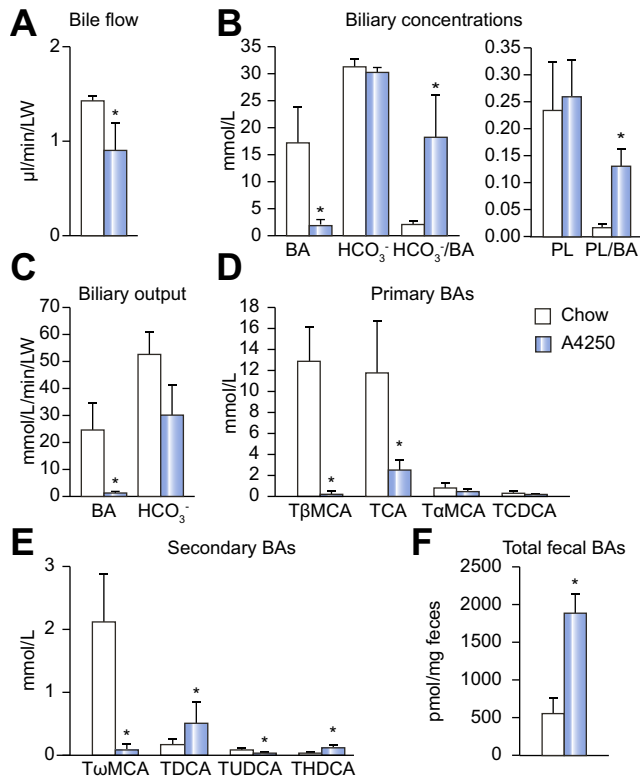 A
Bile flow
2
1
0
µl/min/LW
*
B
Biliary concentrations
35
30
25
20
15
10
5
0
mmol/L
*
*
BA
HCO₃⁻
HCO₃⁻/BA
0.35
0.30
0.25
0.20
0.15
0.10
0.05
0.00
*
PL
PL/BA
C
Biliary output
70
60
50
40
30
20
10
0
mmol/L/min/LW
*
BA
HCO₃⁻
D
Primary BAs
18
16
14
12
10
8
6
4
2
0
mmol/L
*
*
TβMCA
TCA
TαMCA
TCDCA
Chow
A4250
E
Secondary BAs
3
2
1
0
mmol/L
*
*
*
*
TωMCA
TDCA
TUDCA
THDCA
F
Total fecal BAs
2500
2000
1500
1000
500
0
pmol/mg feces
*